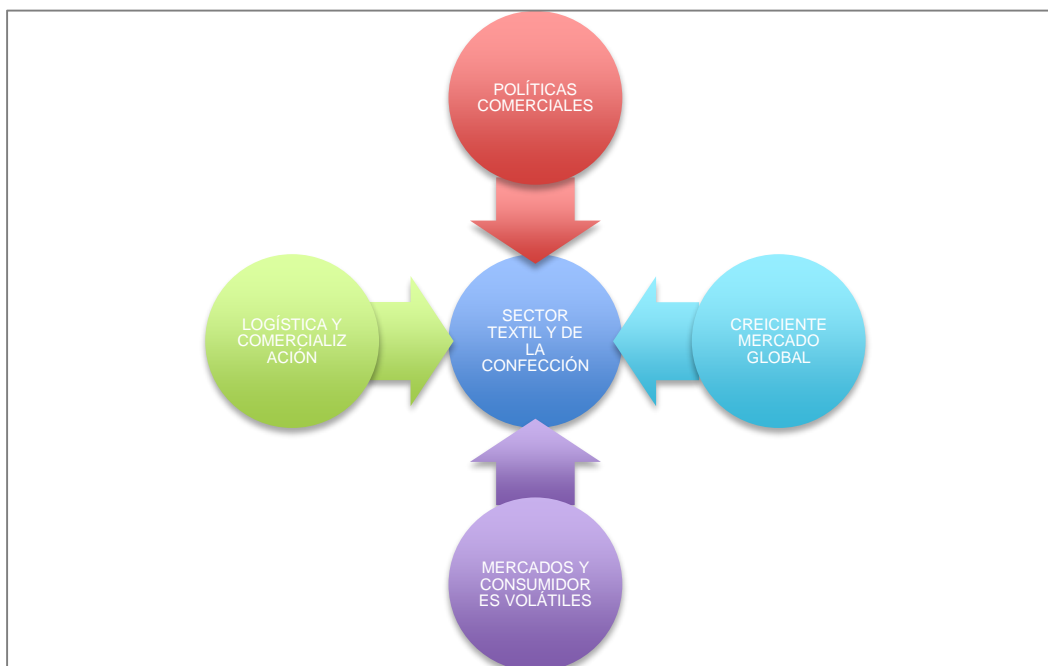 POLÍTICAS
COMERCIALES
LOGÍSTICA Y
COMERCIALIZ
ACIÓN
SECTOR
TEXTIL Y DE
LA
CONFECCIÓN
CREICIENTE
MERCADO
GLOBAL
MERCADOS Y
CONSUMIDOR
ES VOLÁTILES